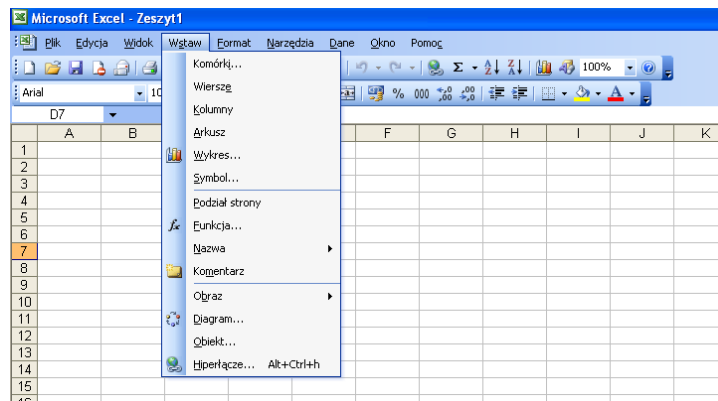 Microsoft Excel - Zeszyt1
Plik Edycja Widok Wstaw Format Narzędzia Dane Okno Pomoc
Σ 100%
Arial 10 % 000 A
D7
A B F G H I J K
Komórki...
Wiersze
Kolumny
Arkusz
Wykres...
Symbol...
Podział strony
fx Funkcja...
Nazwa
Komentarz
Obraz
Diagram...
Obiekt...
Hiperłącze... Alt+Ctrl+h
1
2
3
4
5
6
7
8
9
10
11
12
13
14
15